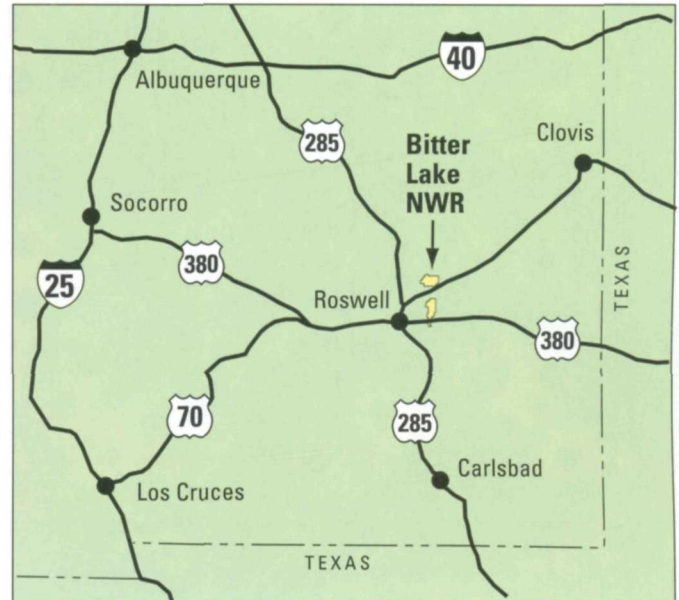 40
Albuquerque
285
Bitter
Lake
NWR
Clovis
Socorro
380
TEXAS
25
Roswell
380
70
285
Carlsbad
Los Cruces
TEXAS